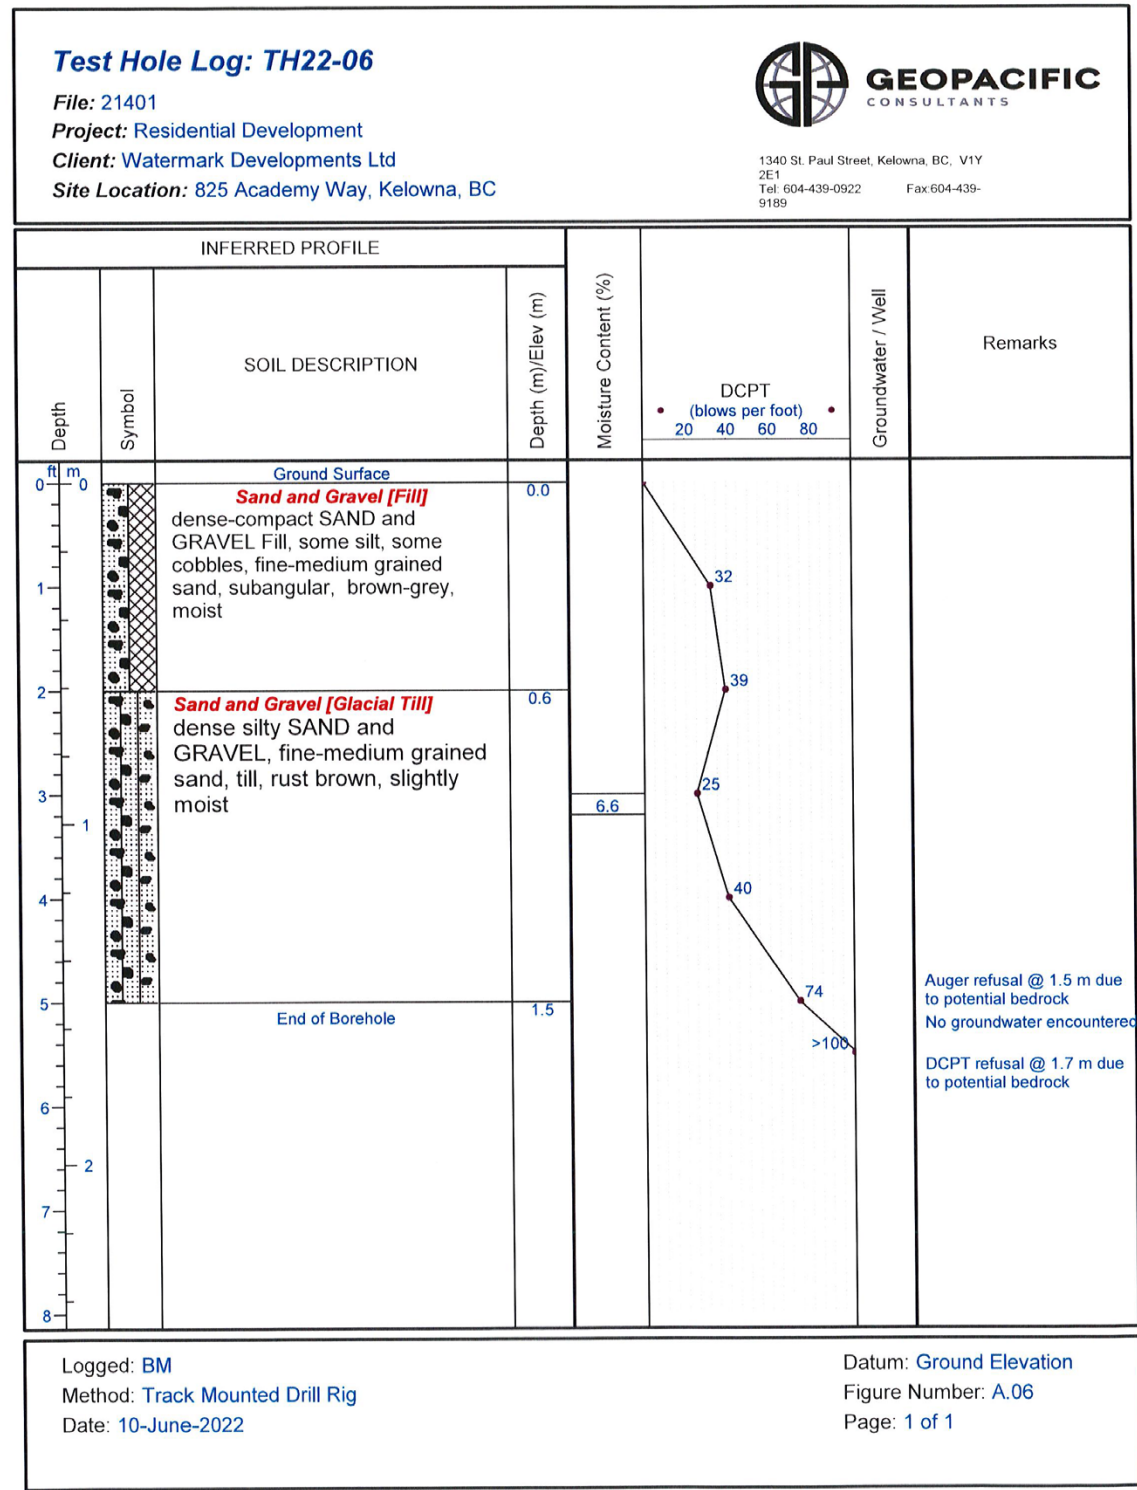 Test Hole Log: TH22-06
File: 21401
Project: Residential Development
Client: Watermark Developments Ltd
Site Location: 825 Academy Way, Kelowna, BC
GEOPACIFIC
CONSULTANTS
1340 St. Paul Street, Kelowna, BC, V1Y
2E1
Tel: 604-439-0922 Fax:604-439-
9189
INFERRED PROFILE
Depth
Symbol
SOIL DESCRIPTION
Depth (m)/Elev (m)
Moisture Content (%)
DCPT
(blows per foot)
20 40 60 80
Groundwater / Well
Remarks
ft m
Ground Surface
0 0
0.0
Sand and Gravel [Fill]
dense-compact SAND and
GRAVEL Fill, some silt, some
cobbles, fine-medium grained
sand, subangular, brown-grey,
moist
32
1
39
2
0.6
Sand and Gravel [Glacial Till]
dense silty SAND and
GRAVEL, fine-medium grained
sand, till, rust brown, slightly
moist
25
3
6.6
1
40
4
74
5
1.5
End of Borehole
>100
Auger refusal @ 1.5 m due
to potential bedrock
No groundwater encountered
DCPT refusal @ 1.7 m due
to potential bedrock
6
2
7
8
Logged: BM
Method: Track Mounted Drill Rig
Date: 10-June-2022
Datum: Ground Elevation
Figure Number: A.06
Page: 1 of 1